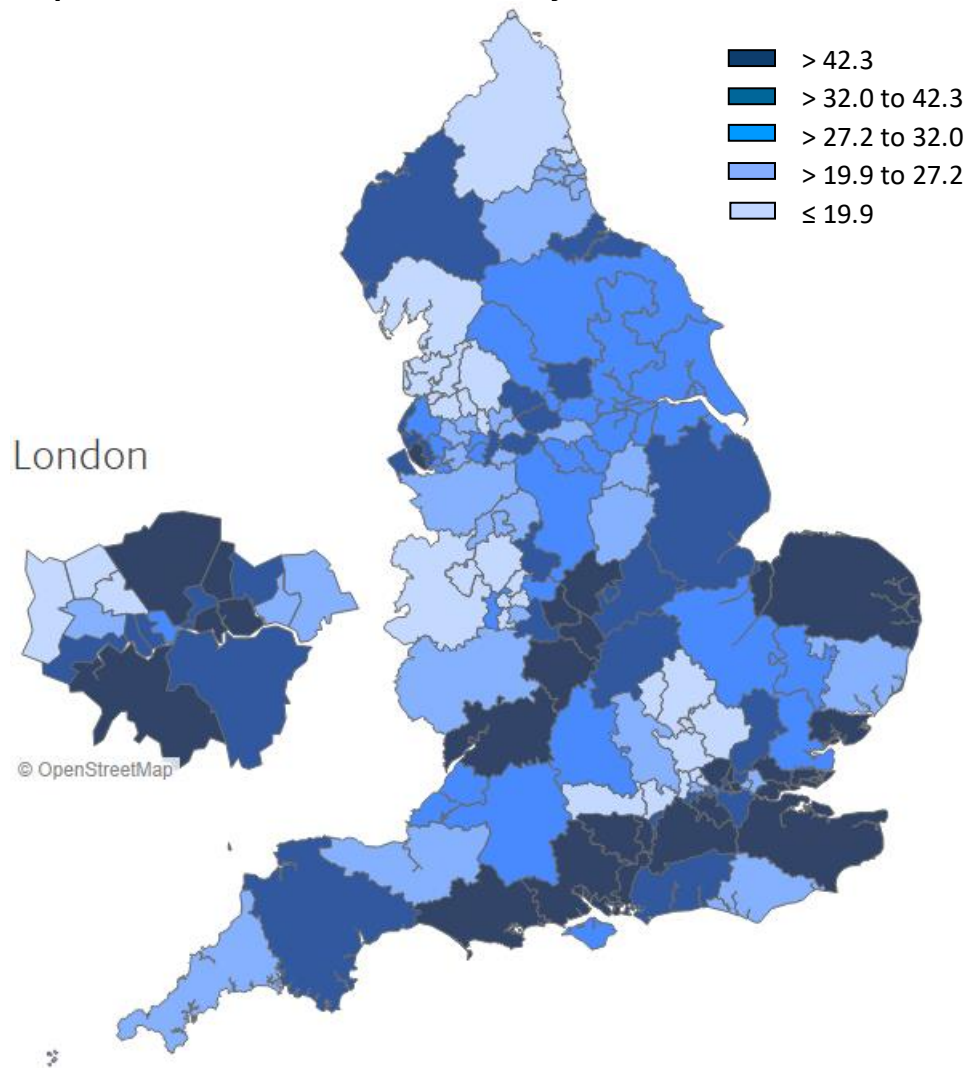 > 42.3
> 32.0 to 42.3
> 27.2 to 32.0
> 19.9 to 27.2
≤ 19.9
London
© OpenStreetMap